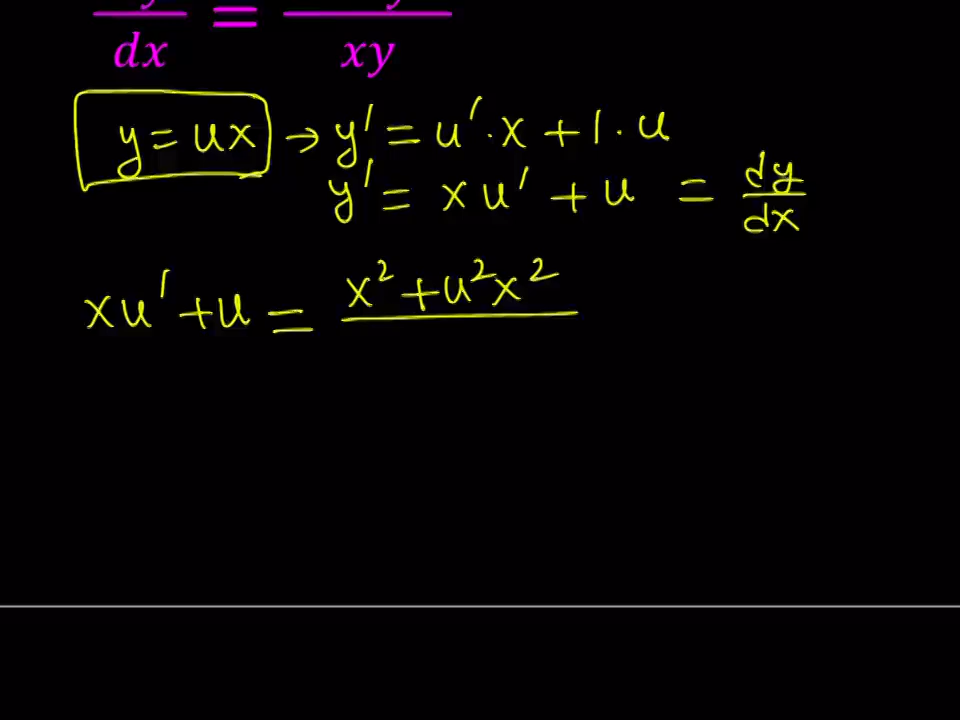 dx = xy
y = ux → y' = u'·x + 1·u
y' = xu' + u = dy/dx
xu' + u = x² + u²x²